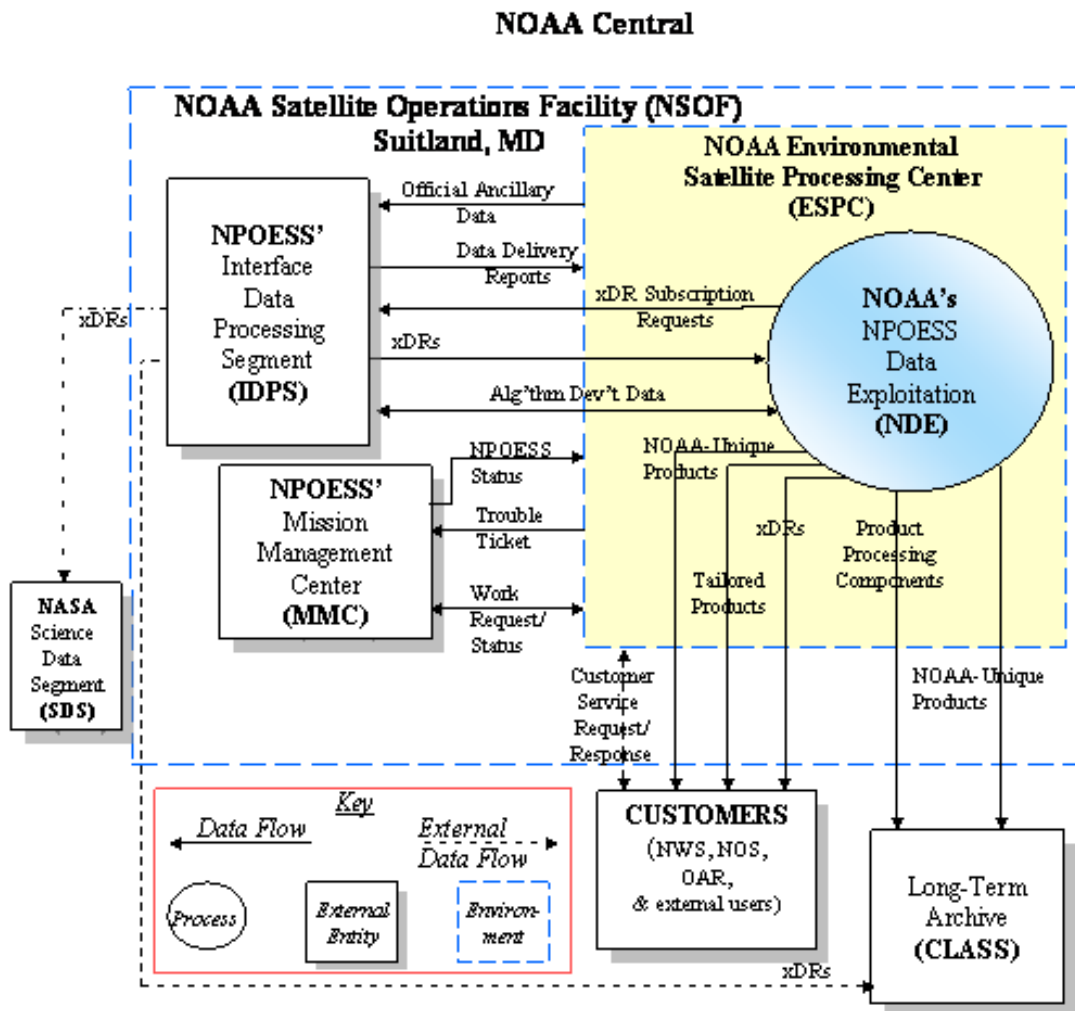 NOAA Central
NOAA Satellite Operations Facility (NSOF)
Suitland, MD
NOAA Environmental
Satellite Processing Center
(ESPC)
Official Ancillary
Data
NPOESS’
Interface
Data
Processing
Segment
(IDPS)
Data Delivery
Reports
xDR Subscription
Requests
NOAA's
NPOESS
Data
Exploitation
(NDE)
xDRs
xDRs
Alg’thm Dev’t Data
NPOESS
Status
NOAA-Unique
Products
NPOESS’
Mission
Management
Center
(MMC)
Trouble
Ticket
xDRs
Product
Processing
Components
Tailored
Products
Work
Request/
Status
NASA
Science
Data
Segment
(SDS)
Customer
Service
Request/
Response
NOAA-Unique
Products
Key
Data Flow
External
Data Flow
Process
External
Entity
Environ-
ment
CUSTOMERS
(NWS, NOS,
OAR,
& external users)
Long-Term
Archive
(CLASS)
xDRs